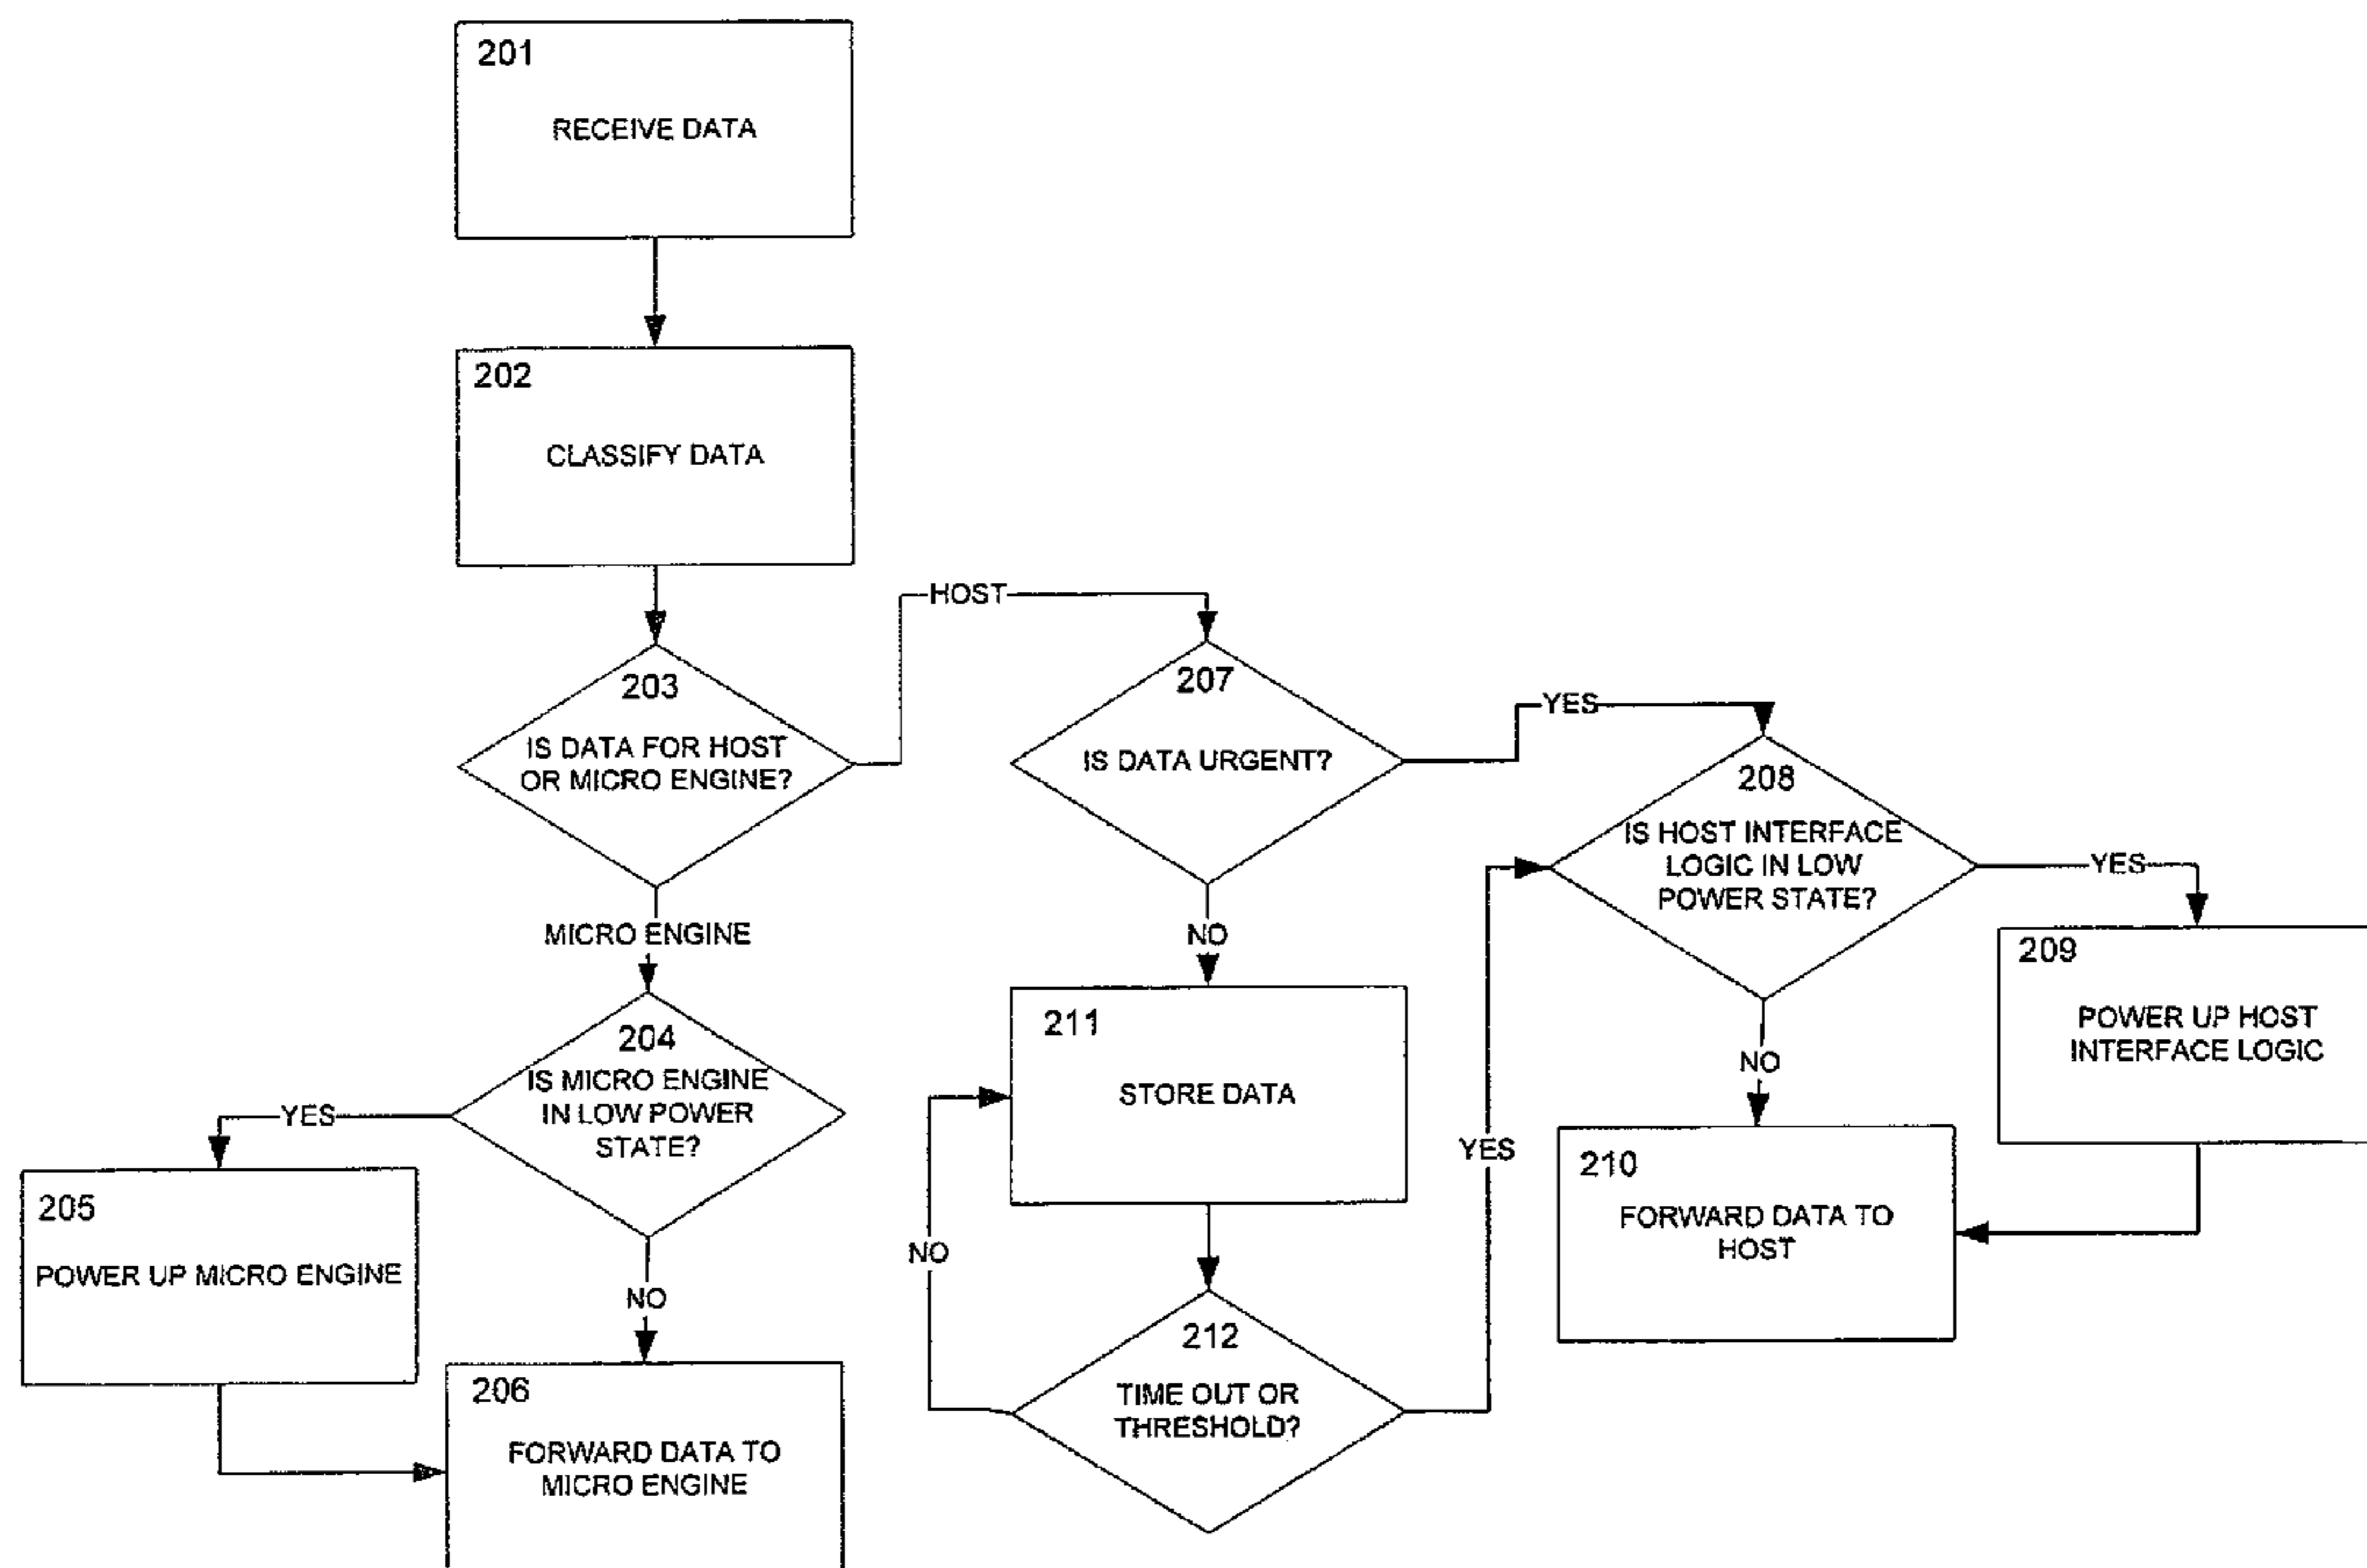 201
RECEIVE DATA
202
CLASSIFY DATA
HOST
203
IS DATA FOR HOST
OR MICRO ENGINE?
207
IS DATA URGENT?
YES
208
IS HOST INTERFACE
LOGIC IN LOW
POWER STATE?
YES
MICRO ENGINE
NO
209
POWER UP HOST
INTERFACE LOGIC
204
IS MICRO ENGINE
IN LOW POWER
STATE?
YES
211
STORE DATA
NO
YES
210
FORWARD DATA TO
HOST
205
POWER UP MICRO ENGINE
NO
NO
212
TIME OUT OR
THRESHOLD?
206
FORWARD DATA TO
MICRO ENGINE